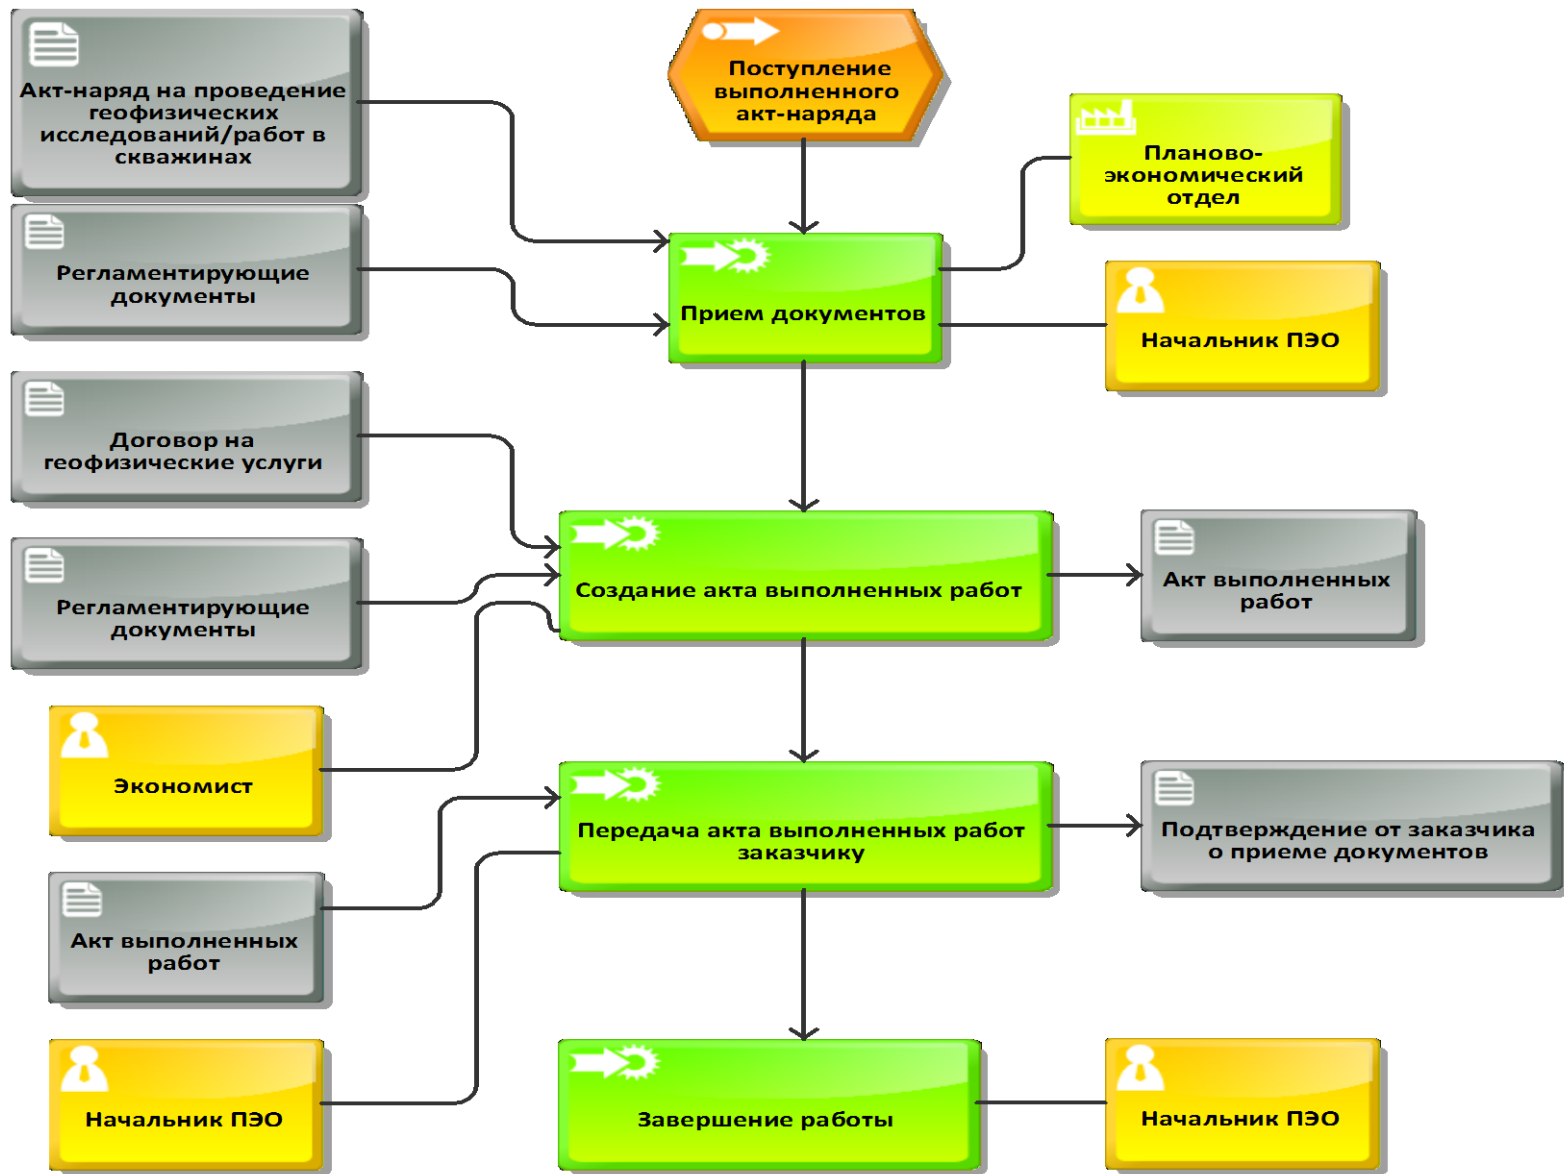 Акт-наряд на проведение
геофизических
исследований/работ в
скважинах
Поступление
выполненного
акт-наряда
Планово-
экономический
отдел
Регламентирующие
документы
Прием документов
Начальник ПЭО
Договор на
геофизические услуги
Регламентирующие
документы
Создание акта выполненных работ
Акт выполненных
работ
Экономист
Передача акта выполненных работ
заказчику
Подтверждение от заказчика
о приеме документов
Акт выполненных
работ
Начальник ПЭО
Завершение работы
Начальник ПЭО